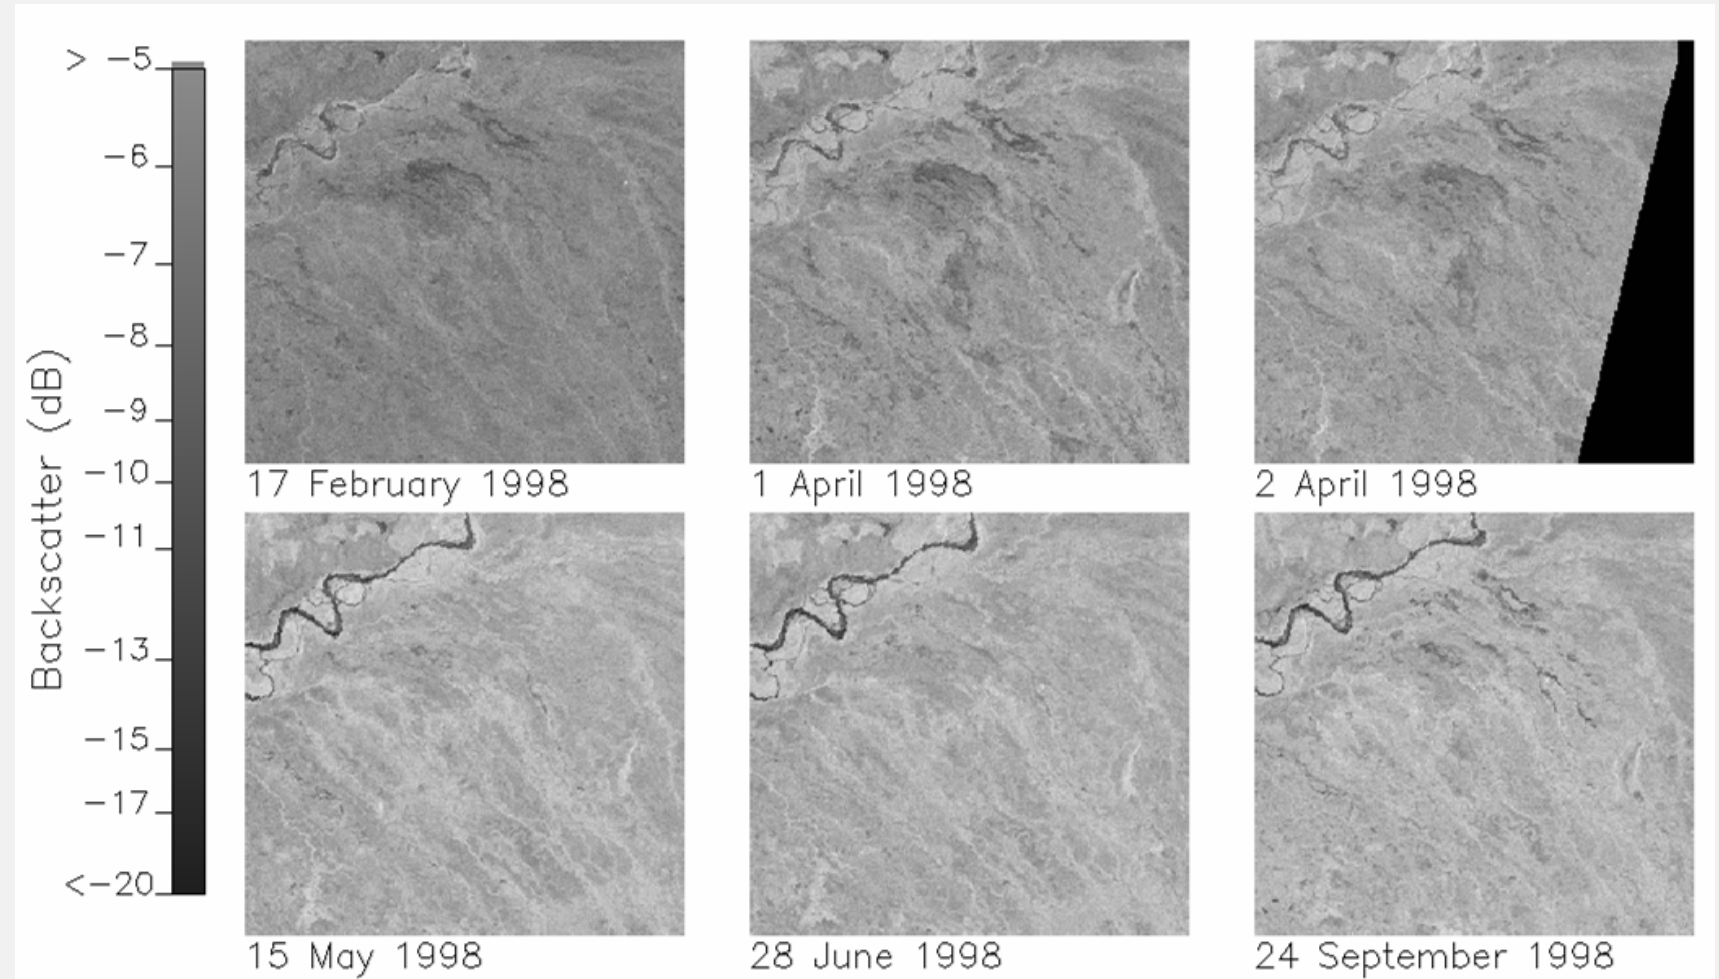 > −5
−6
−7
−8
−9
−10
−11
−13
−15
−17
<−20
Backscatter (dB)
17 February 1998
1 April 1998
2 April 1998
15 May 1998
28 June 1998
24 September 1998